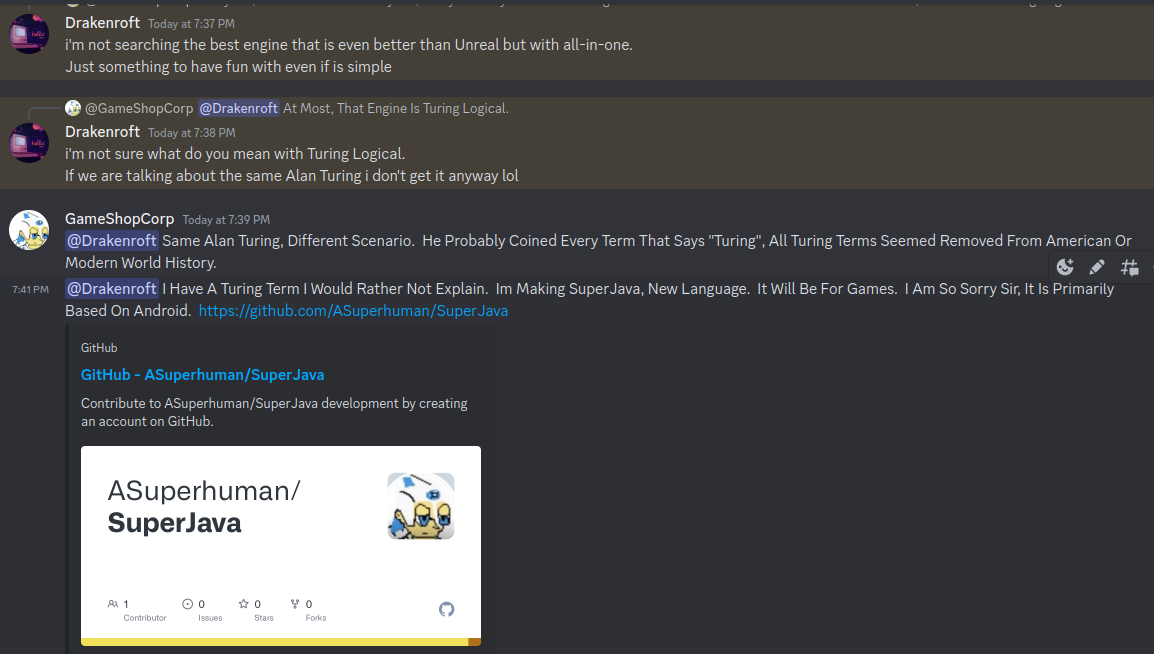 Drakenroft Today at 7:37 PM
i'm not searching the best engine that is even better than Unreal but with all-in-one.
Just something to have fun with even if is simple
@GameShopCorp @Drakenroft At Most, That Engine Is Turing Logical.
Drakenroft Today at 7:38 PM
i'm not sure what do you mean with Turing Logical.
If we are talking about the same Alan Turing i don't get it anyway lol
GameShopCorp Today at 7:39 PM
@Drakenroft Same Alan Turing, Different Scenario. He Probably Coined Every Term That Says "Turing", All Turing Terms Seemed Removed From American Or
Modern World History.
7:41 PM @Drakenroft I Have A Turing Term I Would Rather Not Explain. Im Making SuperJava, New Language. It Will Be For Games. I Am So Sorry Sir, It Is Primarily
Based On Android. https://github.com/ASuperhuman/SuperJava
GitHub
GitHub - ASuperhuman/SuperJava
Contribute to ASuperhuman/SuperJava development by creating
an account on GitHub.
ASuperhuman/
SuperJava
1 0 0 0
Contributor Issues Stars Forks